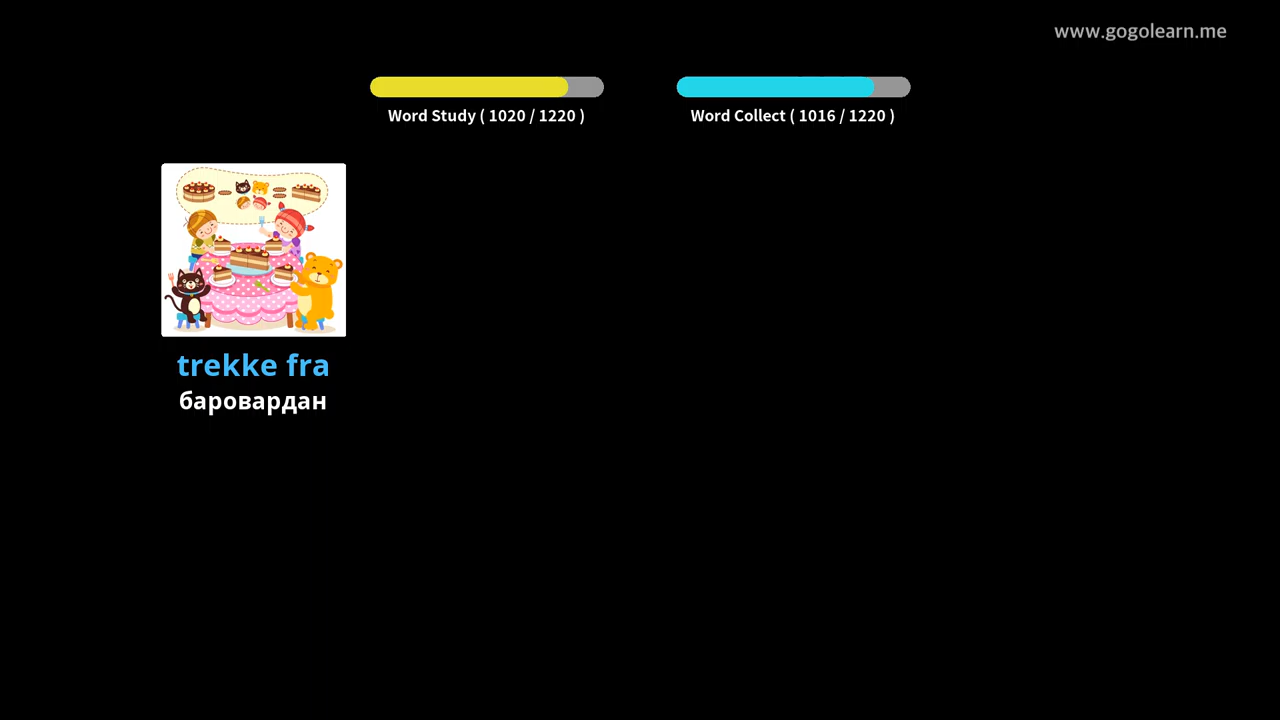 www.gogolearn.me
Word Study ( 1020 / 1220 )
Word Collect ( 1016 / 1220 )
trekke fra
баровардан